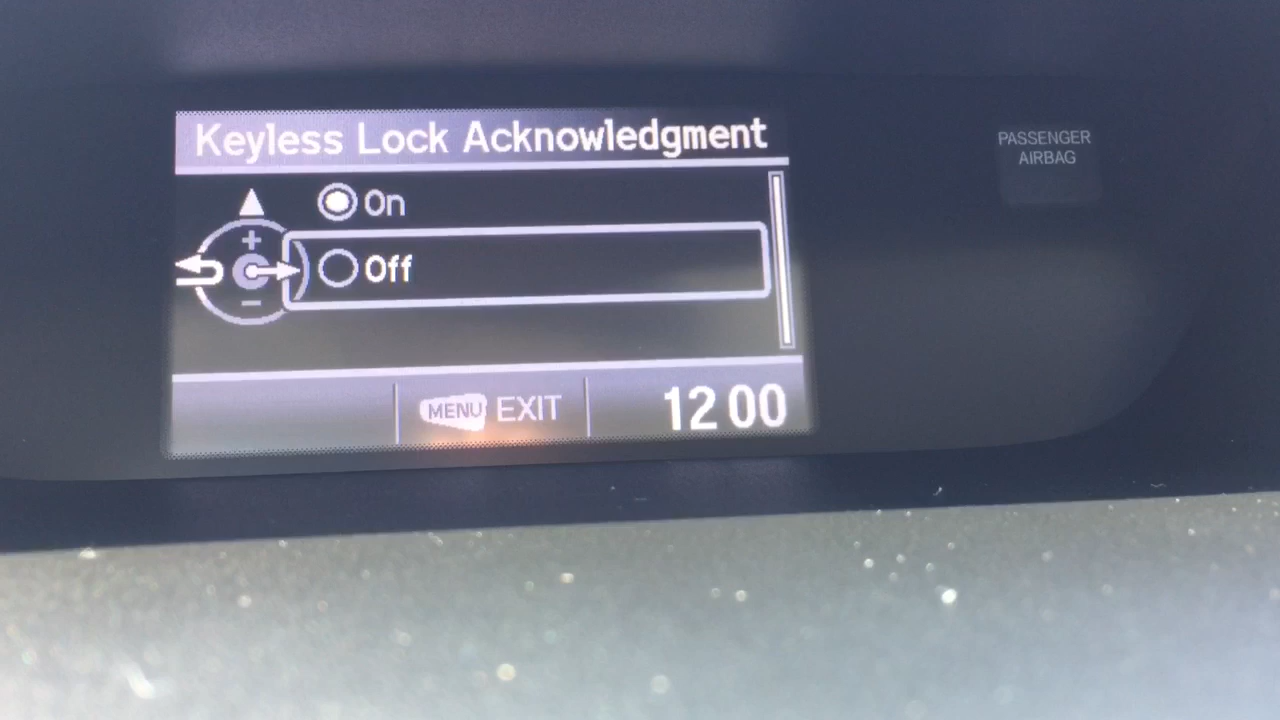 Keyless Lock Acknowledgment
On
Off
MENU EXIT
12 00
PASSENGER
AIRBAG